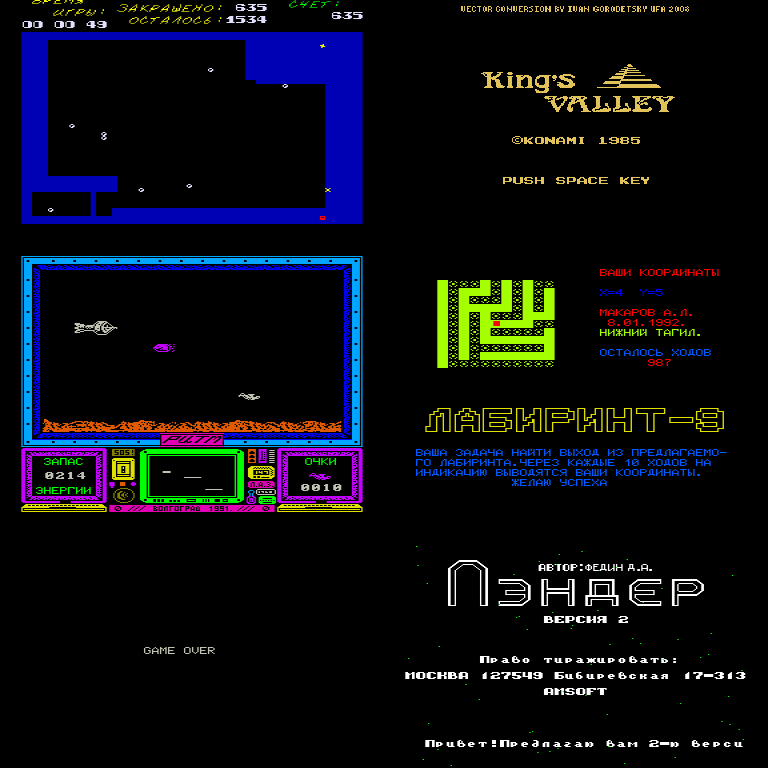 ВРЕМЯ
ИГРЫ: ЗАКРАШЕНО: 635 СЧЕТ:
00 00 49 ОСТАЛОСЬ: 1534 635
VECTOR CONVERSION BY IVAN GORODETSKY UFA 2008
King's
VALLEY
©KONAMI 1985
PUSH SPACE KEY
РИТМ
SOS!
ЗАПАС
0214
ЭНЕРГИИ
ОЧКИ
0010
ВОЛГОГРАД 1991.
ВАШИ КООРДИНАТЫ
X=4 Y=5
МАКАРОВ А.Л.
8.01.1992.
НИЖНИЙ ТАГИЛ.
ОСТАЛОСЬ ХОДОВ
987
ЛАБИРИНТ-9
ВАША ЗАДАЧА НАЙТИ ВЫХОД ИЗ ПРЕДЛАГАЕМО-
ГО ЛАБИРИНТА.ЧЕРЕЗ КАЖДЫЕ 10 ХОДОВ НА
ИНДИКАЦИЮ ВЫВОДЯТСЯ ВАШИ КООРДИНАТЫ.
ЖЕЛАЮ УСПЕХА
GAME OVER
АВТОР:ФЕДИН Д.А.
ЛЭНДЕР
ВЕРСИЯ 2
Право тиражировать:
МОСКВА 127549 Бибиревская 17-313
AMSOFT
Привет!Предлагаю вам 2-ю верси